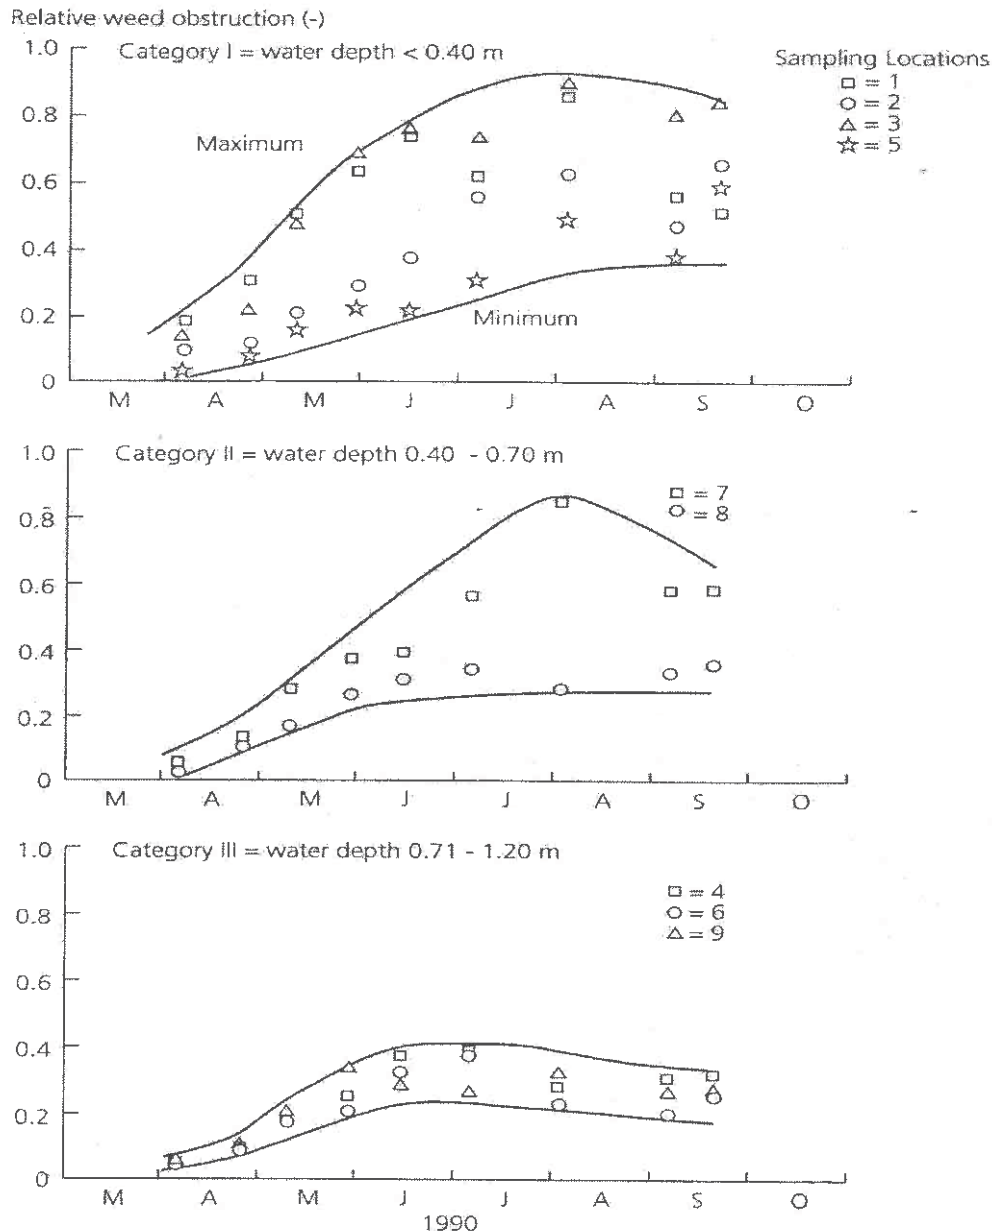 Relative weed obstruction (-)
1.0
Category I = water depth < 0.40 m
Sampling Locations
= 1
= 2
= 3
= 5
0.8
Maximum
0.6
0.4
0.2
Minimum
0
M A M J J A S O
1.0
Category II = water depth 0.40 - 0.70 m
= 7
= 8
0.8
0.6
0.4
0.2
0
M A M J J A S O
1.0
Category III = water depth 0.71 - 1.20 m
= 4
= 6
= 9
0.8
0.6
0.4
0.2
0
M A M J J A S O
1990